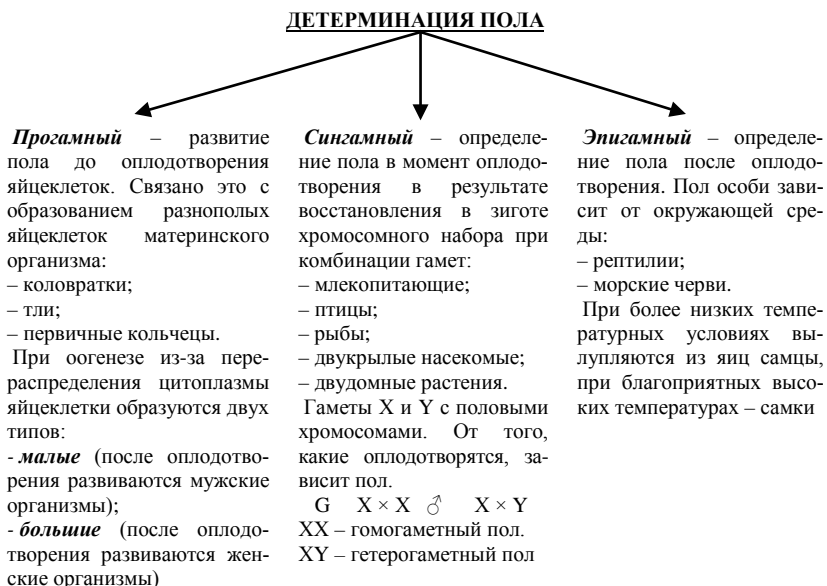 ДЕТЕРМИНАЦИЯ ПОЛА
Прогамный – развитие
пола до оплодотворения
яйцеклеток. Связано это с
образованием разнополых
яйцеклеток материнского
организма:
– коловратки;
– тли;
– первичные кольчецы.
При оогенезе из-за пере-
распределения цитоплазмы
яйцеклетки образуются двух
типов:
- малые (после оплодотво-
рения развиваются мужские
организмы);
- большие (после оплодо-
творения развиваются жен-
ские организмы)
Сингамный – определе-
ние пола в момент оплодо-
творения в результате
восстановления в зиготе
хромосомного набора при
комбинации гамет:
– млекопитающие;
– птицы;
– рыбы;
– двукрылые насекомые;
– двудомные растения.
Гаметы X и Y с половыми
хромосомами. От того,
какие оплодотворятся, за-
висит пол.
G X × X ♂ X × Y
XX – гомогаметный пол.
XY – гетерогаметный пол
Эпигамный – определе-
ние пола после оплодо-
творения. Пол особи зави-
сит от окружающей сре-
ды:
– рептилии;
– морские черви.
При более низких темпе-
ратурных условиях вы-
лупляются из яиц самцы,
при благоприятных высо-
ких температурах – самки